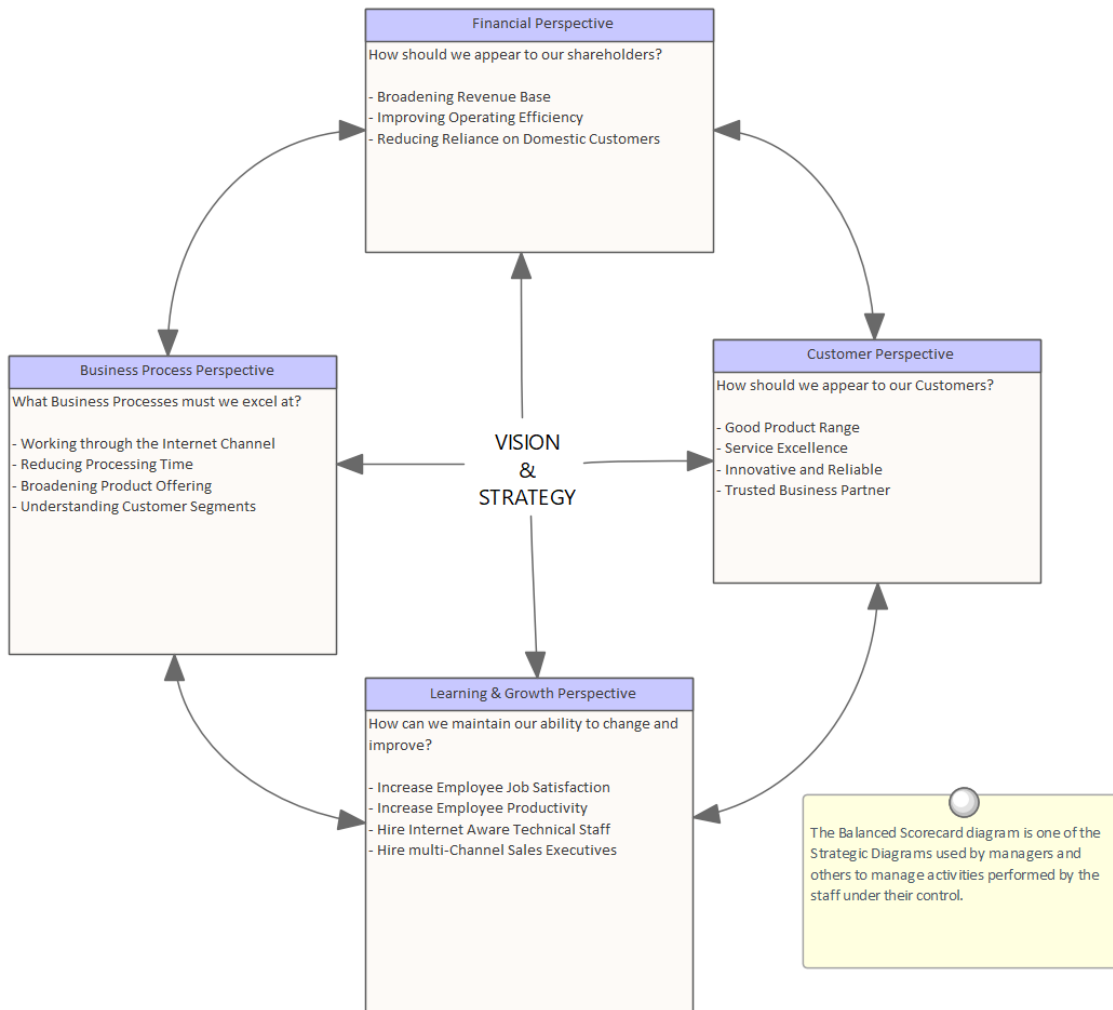 Financial Perspective
How should we appear to our shareholders?
- Broadening Revenue Base
- Improving Operating Efficiency
- Reducing Reliance on Domestic Customers
Business Process Perspective
What Business Processes must we excel at?
- Working through the Internet Channel
- Reducing Processing Time
- Broadening Product Offering
- Understanding Customer Segments
VISION
&
STRATEGY
Customer Perspective
How should we appear to our Customers?
- Good Product Range
- Service Excellence
- Innovative and Reliable
- Trusted Business Partner
Learning & Growth Perspective
How can we maintain our ability to change and
improve?
- Increase Employee Job Satisfaction
- Increase Employee Productivity
- Hire Internet Aware Technical Staff
- Hire multi-Channel Sales Executives
The Balanced Scorecard diagram is one of the
Strategic Diagrams used by managers and
others to manage activities performed by the
staff under their control.